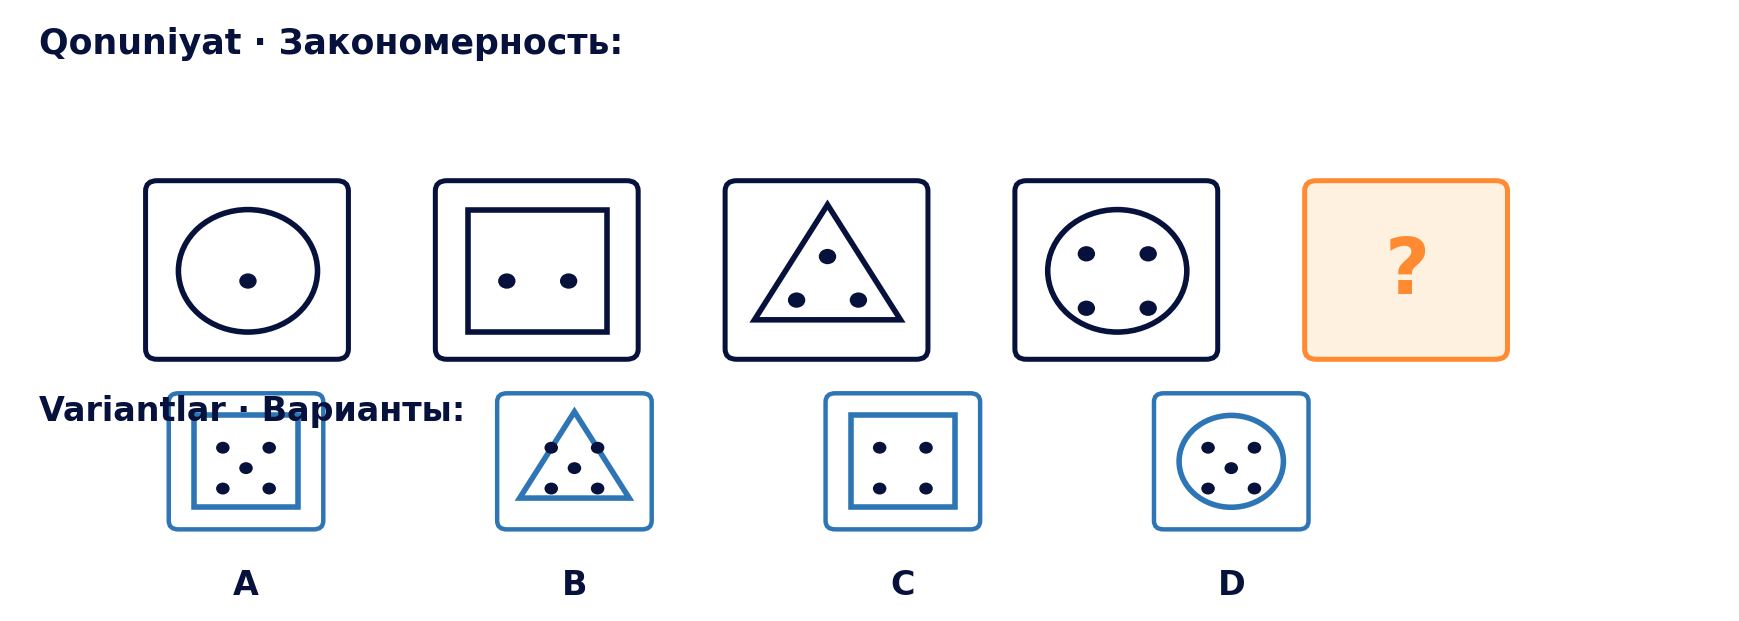 Qonuniyat · Закономерность:
?
Variantlar · Варианты:
A
B
C
D